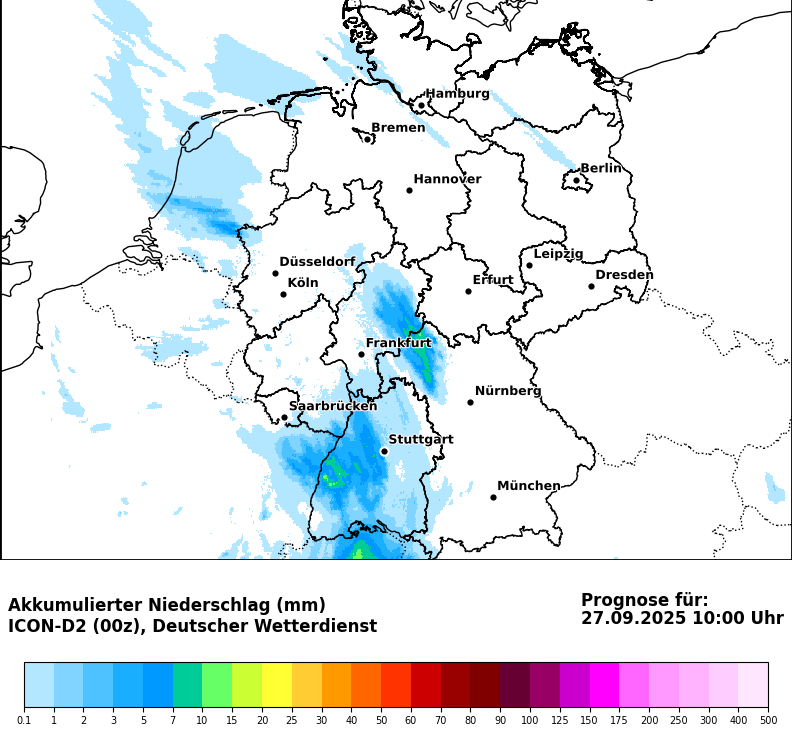 Hamburg
Bremen
Berlin
Hannover
Leipzig
Düsseldorf
Dresden
Köln
Erfurt
Frankfurt
Nürnberg
Saarbrücken
Stuttgart
München
Akkumulierter Niederschlag (mm)
ICON-D2 (00z), Deutscher Wetterdienst
Prognose für:
27.09.2025 10:00 Uhr
0.1 1 2 3 5 7 10 15 20 25 30 40 50 60 70 80 90 100 125 150 175 200 250 300 400 500